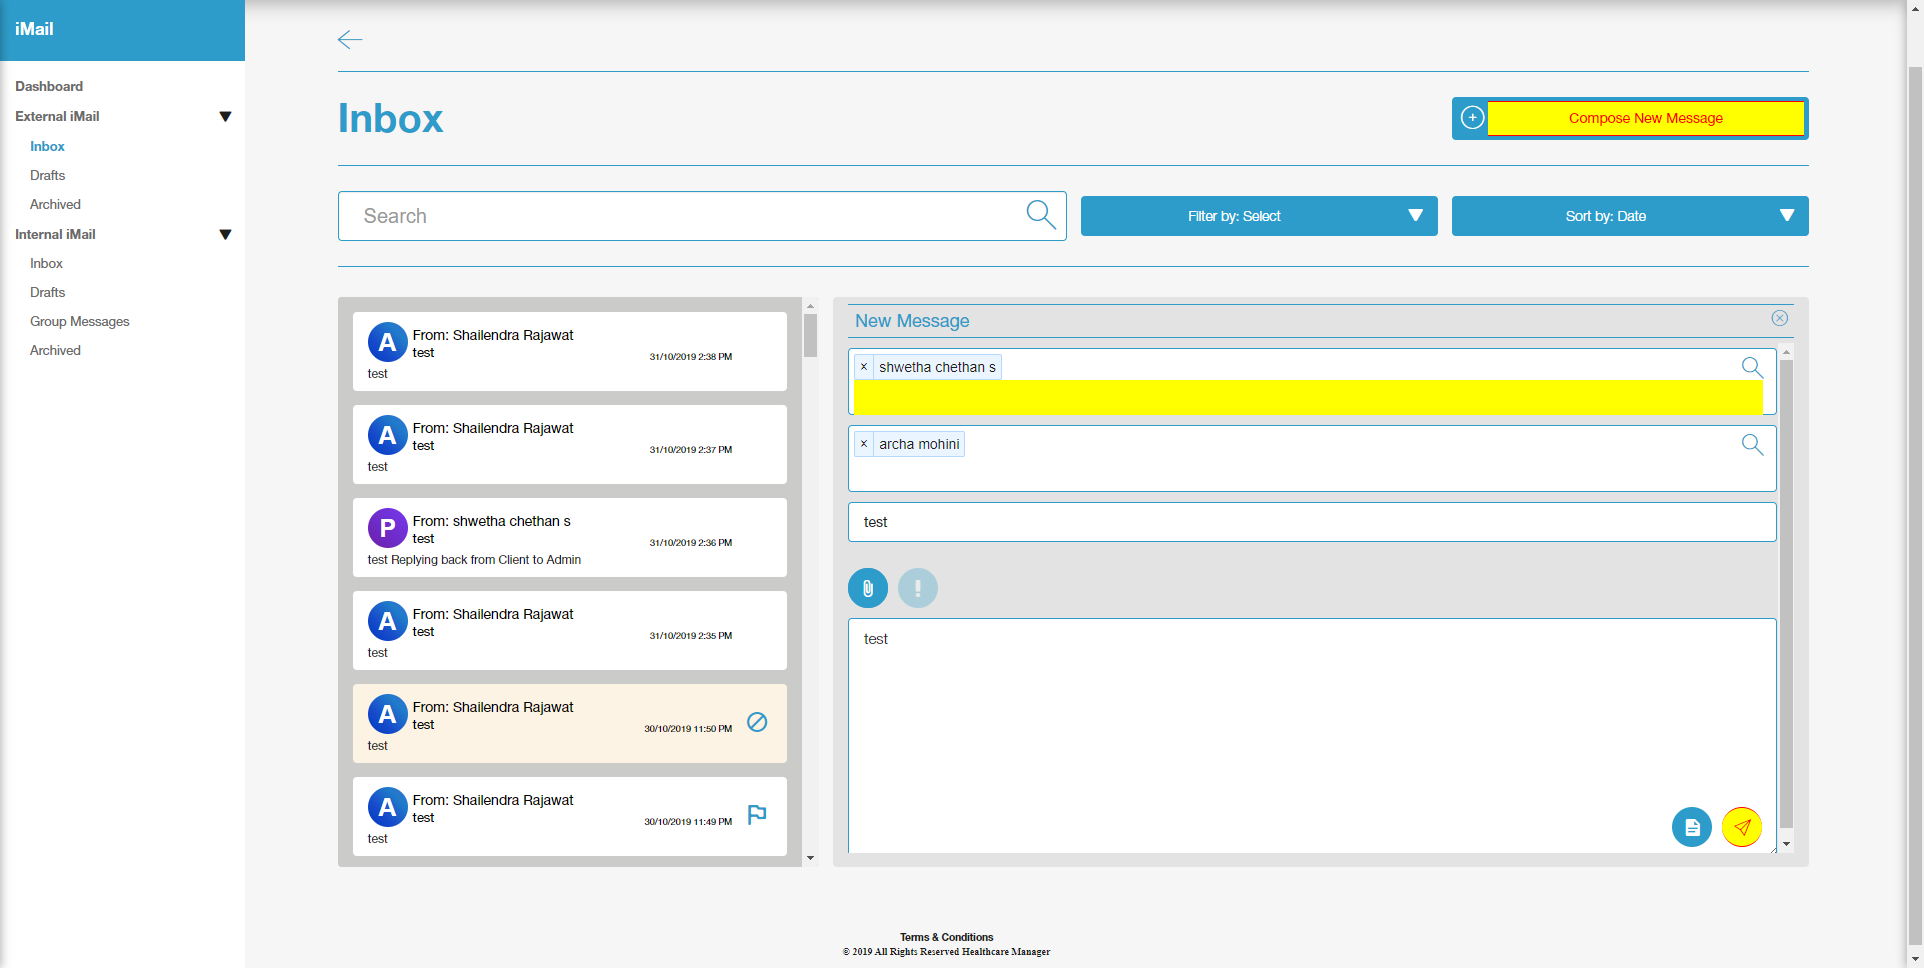 iMail
Dashboard
External iMail
Inbox
Drafts
Archived
Internal iMail
Inbox
Drafts
Group Messages
Archived
Inbox
Compose New Message
Search
Filter by: Select
Sort by: Date
A
From: Shailendra Rajawat
test
31/10/2019 2:38 PM
test
A
From: Shailendra Rajawat
test
31/10/2019 2:37 PM
test
P
From: shwetha chethan s
test
31/10/2019 2:36 PM
test Replying back from Client to Admin
A
From: Shailendra Rajawat
test
31/10/2019 2:35 PM
test
A
From: Shailendra Rajawat
test
30/10/2019 11:50 PM
test
A
From: Shailendra Rajawat
test
30/10/2019 11:49 PM
test
New Message
× shwetha chethan s
× archa mohini
test
test
Terms & Conditions
© 2019 All Rights Reserved Healthcare Manager